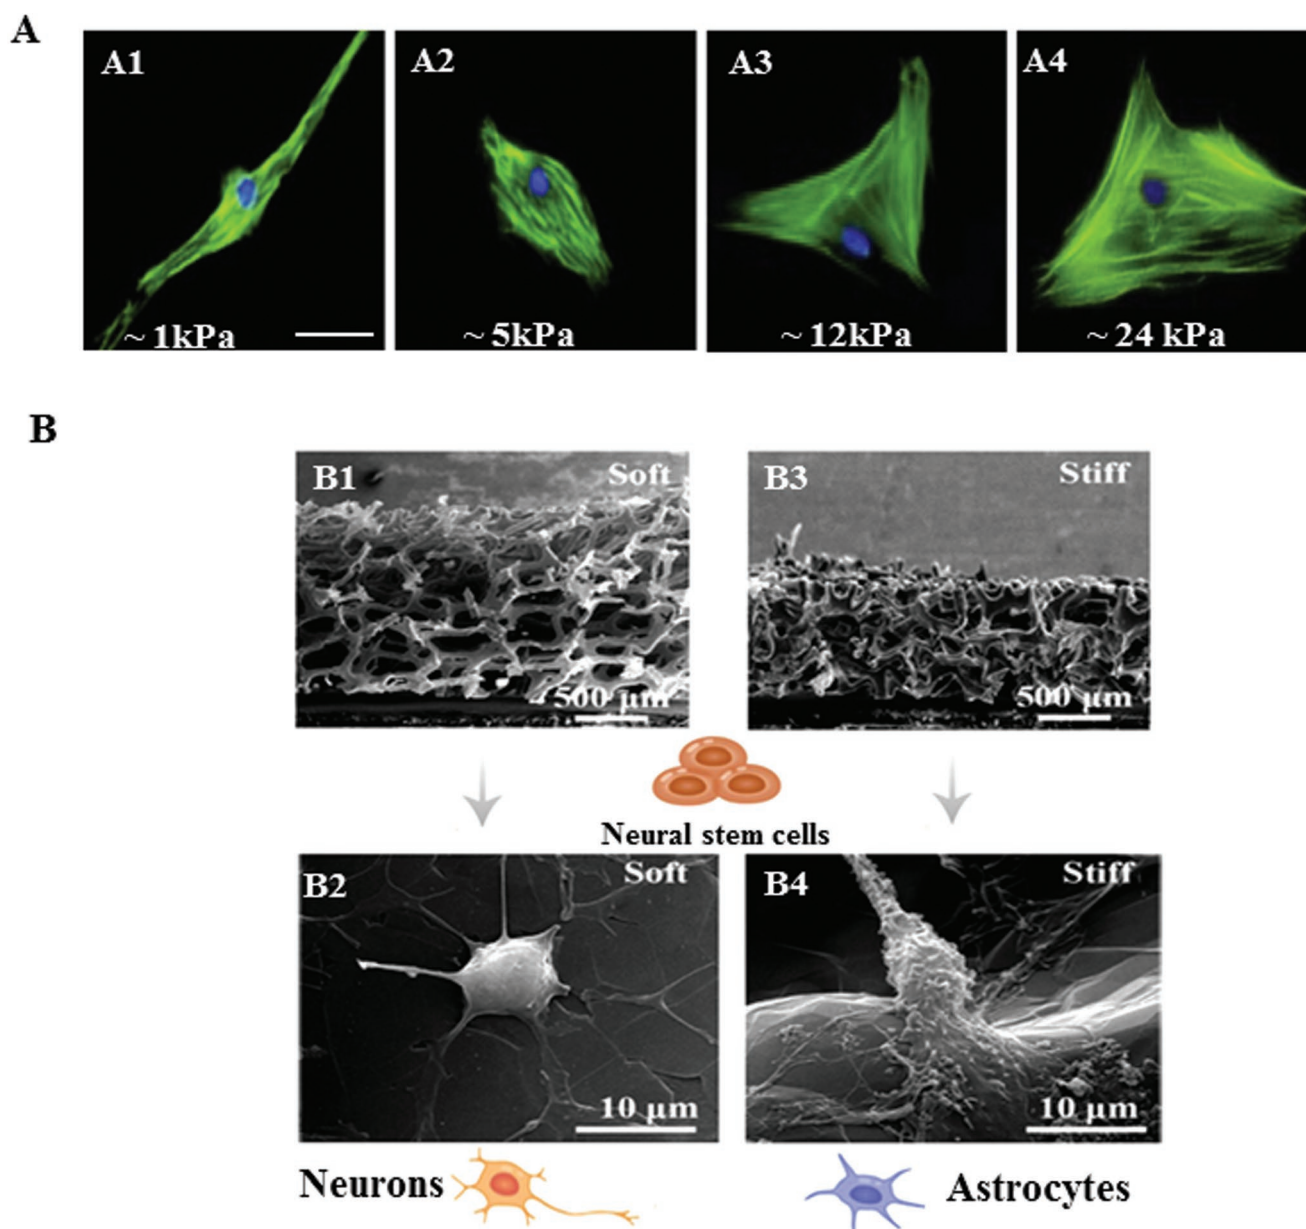 A
A1
A2
A3
A4
~ 1kPa
~ 5kPa
~ 12kPa
~ 24 kPa
B
B1
Soft
B3
Stiff
500 µm
500 µm
Neural stem cells
B2
Soft
B4
Stiff
10 µm
10 µm
Neurons
Astrocytes